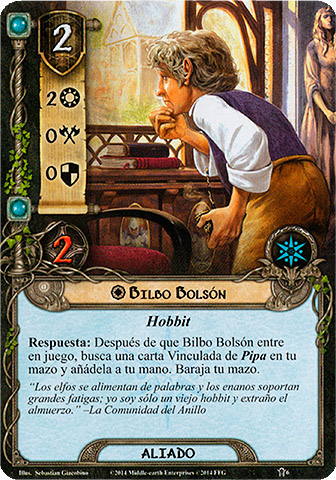 2
2
0
0
2
Bilbo Bolsón
Hobbit
Respuesta: Después de que Bilbo Bolsón entre
en juego, busca una carta Vinculada de Pipa en tu
mazo y añádela a tu mano. Baraja tu mazo.
“Los elfos se alimentan de palabras y los enanos soportan
grandes fatigas; yo soy sólo un viejo hobbit y extraño el
almuerzo.” –La Comunidad del Anillo
ALIADO
Illus. Sebastian Giacobino ©2014 Middle-earth Enterprises ©2014 FFG 6